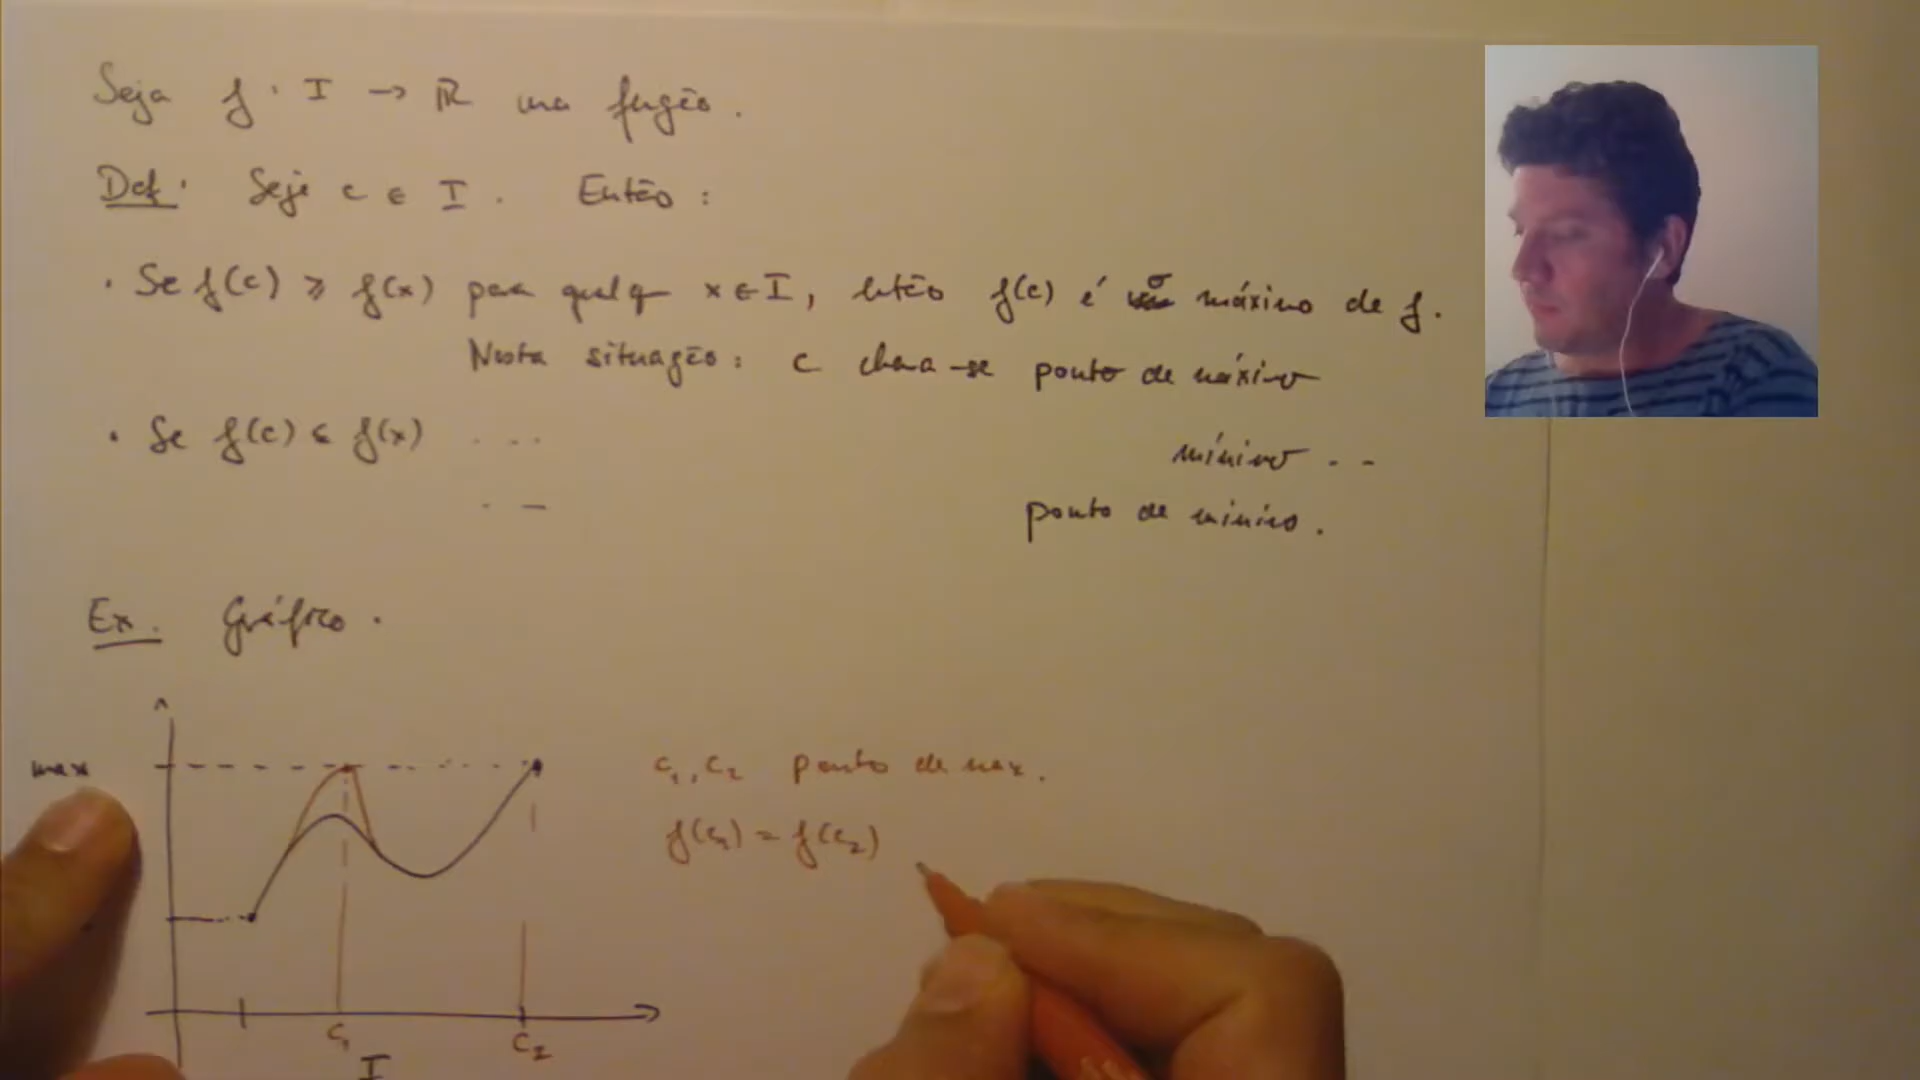 Seja f : I → ℝ uma função.
Def: Seja c ∈ I. Então:
• Se f(c) ≥ f(x) para qualq x ∈ I, então f(c) é o máximo de f.
Nesta situação: c chama-se ponto de máximo
• Se f(c) ≤ f(x) ... mínimo ..
.. ponto de mínimo.
Ex. Gráfico.
max
c₁, c₂ ponto de max.
f(c₁) = f(c₂)
c₁ c₂
I